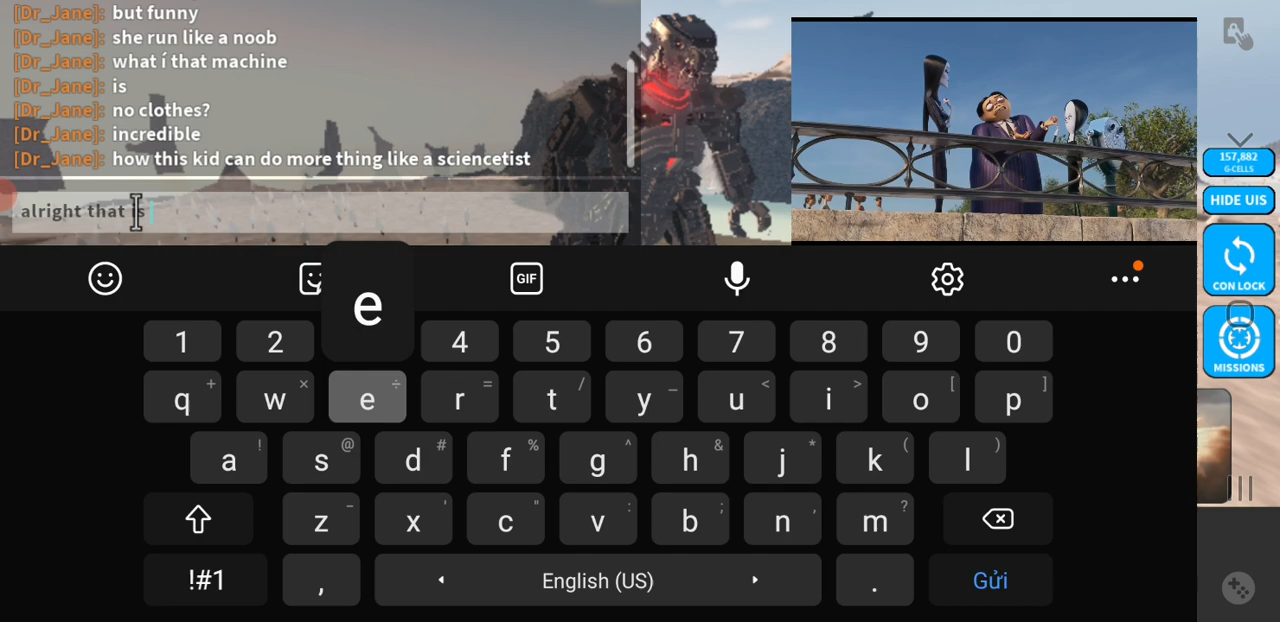 [Dr_Jane]: but funny
[Dr_Jane]: she run like a noob
[Dr_Jane]: what í that machine
[Dr_Jane]: is
[Dr_Jane]: no clothes?
[Dr_Jane]: incredible
[Dr_Jane]: how this kid can do more thing like a sciencetist
alright that is
157,882
G-CELLS
HIDE UIS
CON LOCK
MISSIONS
GIF
e
1 2 4 5 6 7 8 9 0
q + w × e ÷ r = t / y _ u < i > o [ p ]
a ! s @ d # f % g ^ h & j * k ( l )
z - x ' c " v : b ; n , m ?
!#1 , English (US) . Gửi